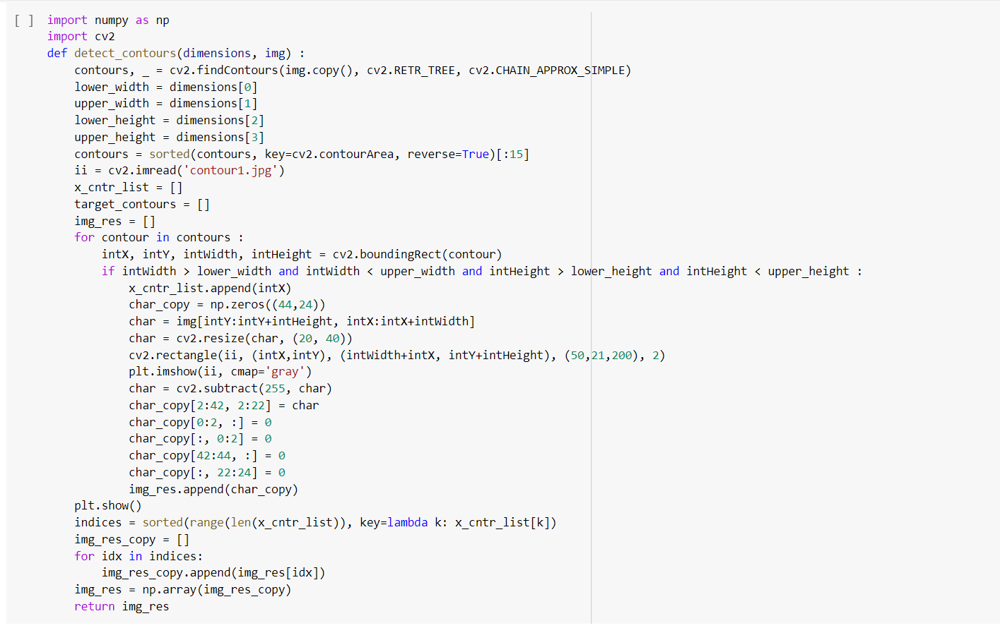 [ ] import numpy as np
import cv2
def detect_contours(dimensions, img) :
    contours, _ = cv2.findContours(img.copy(), cv2.RETR_TREE, cv2.CHAIN_APPROX_SIMPLE)
    lower_width = dimensions[0]
    upper_width = dimensions[1]
    lower_height = dimensions[2]
    upper_height = dimensions[3]
    contours = sorted(contours, key=cv2.contourArea, reverse=True)[:15]
    ii = cv2.imread('contour1.jpg')
    x_cntr_list = []
    target_contours = []
    img_res = []
    for contour in contours :
        intX, intY, intWidth, intHeight = cv2.boundingRect(contour)
        if intWidth > lower_width and intWidth < upper_width and intHeight > lower_height and intHeight < upper_height :
            x_cntr_list.append(intX)
            char_copy = np.zeros((44,24))
            char = img[intY:intY+intHeight, intX:intX+intWidth]
            char = cv2.resize(char, (20, 40))
            cv2.rectangle(ii, (intX,intY), (intWidth+intX, intY+intHeight), (50,21,200), 2)
            plt.imshow(ii, cmap='gray')
            char = cv2.subtract(255, char)
            char_copy[2:42, 2:22] = char
            char_copy[0:2, :] = 0
            char_copy[:, 0:2] = 0
            char_copy[42:44, :] = 0
            char_copy[:, 22:24] = 0
            img_res.append(char_copy)
    plt.show()
    indices = sorted(range(len(x_cntr_list)), key=lambda k: x_cntr_list[k])
    img_res_copy = []
    for idx in indices:
        img_res_copy.append(img_res[idx])
    img_res = np.array(img_res_copy)
    return img_res